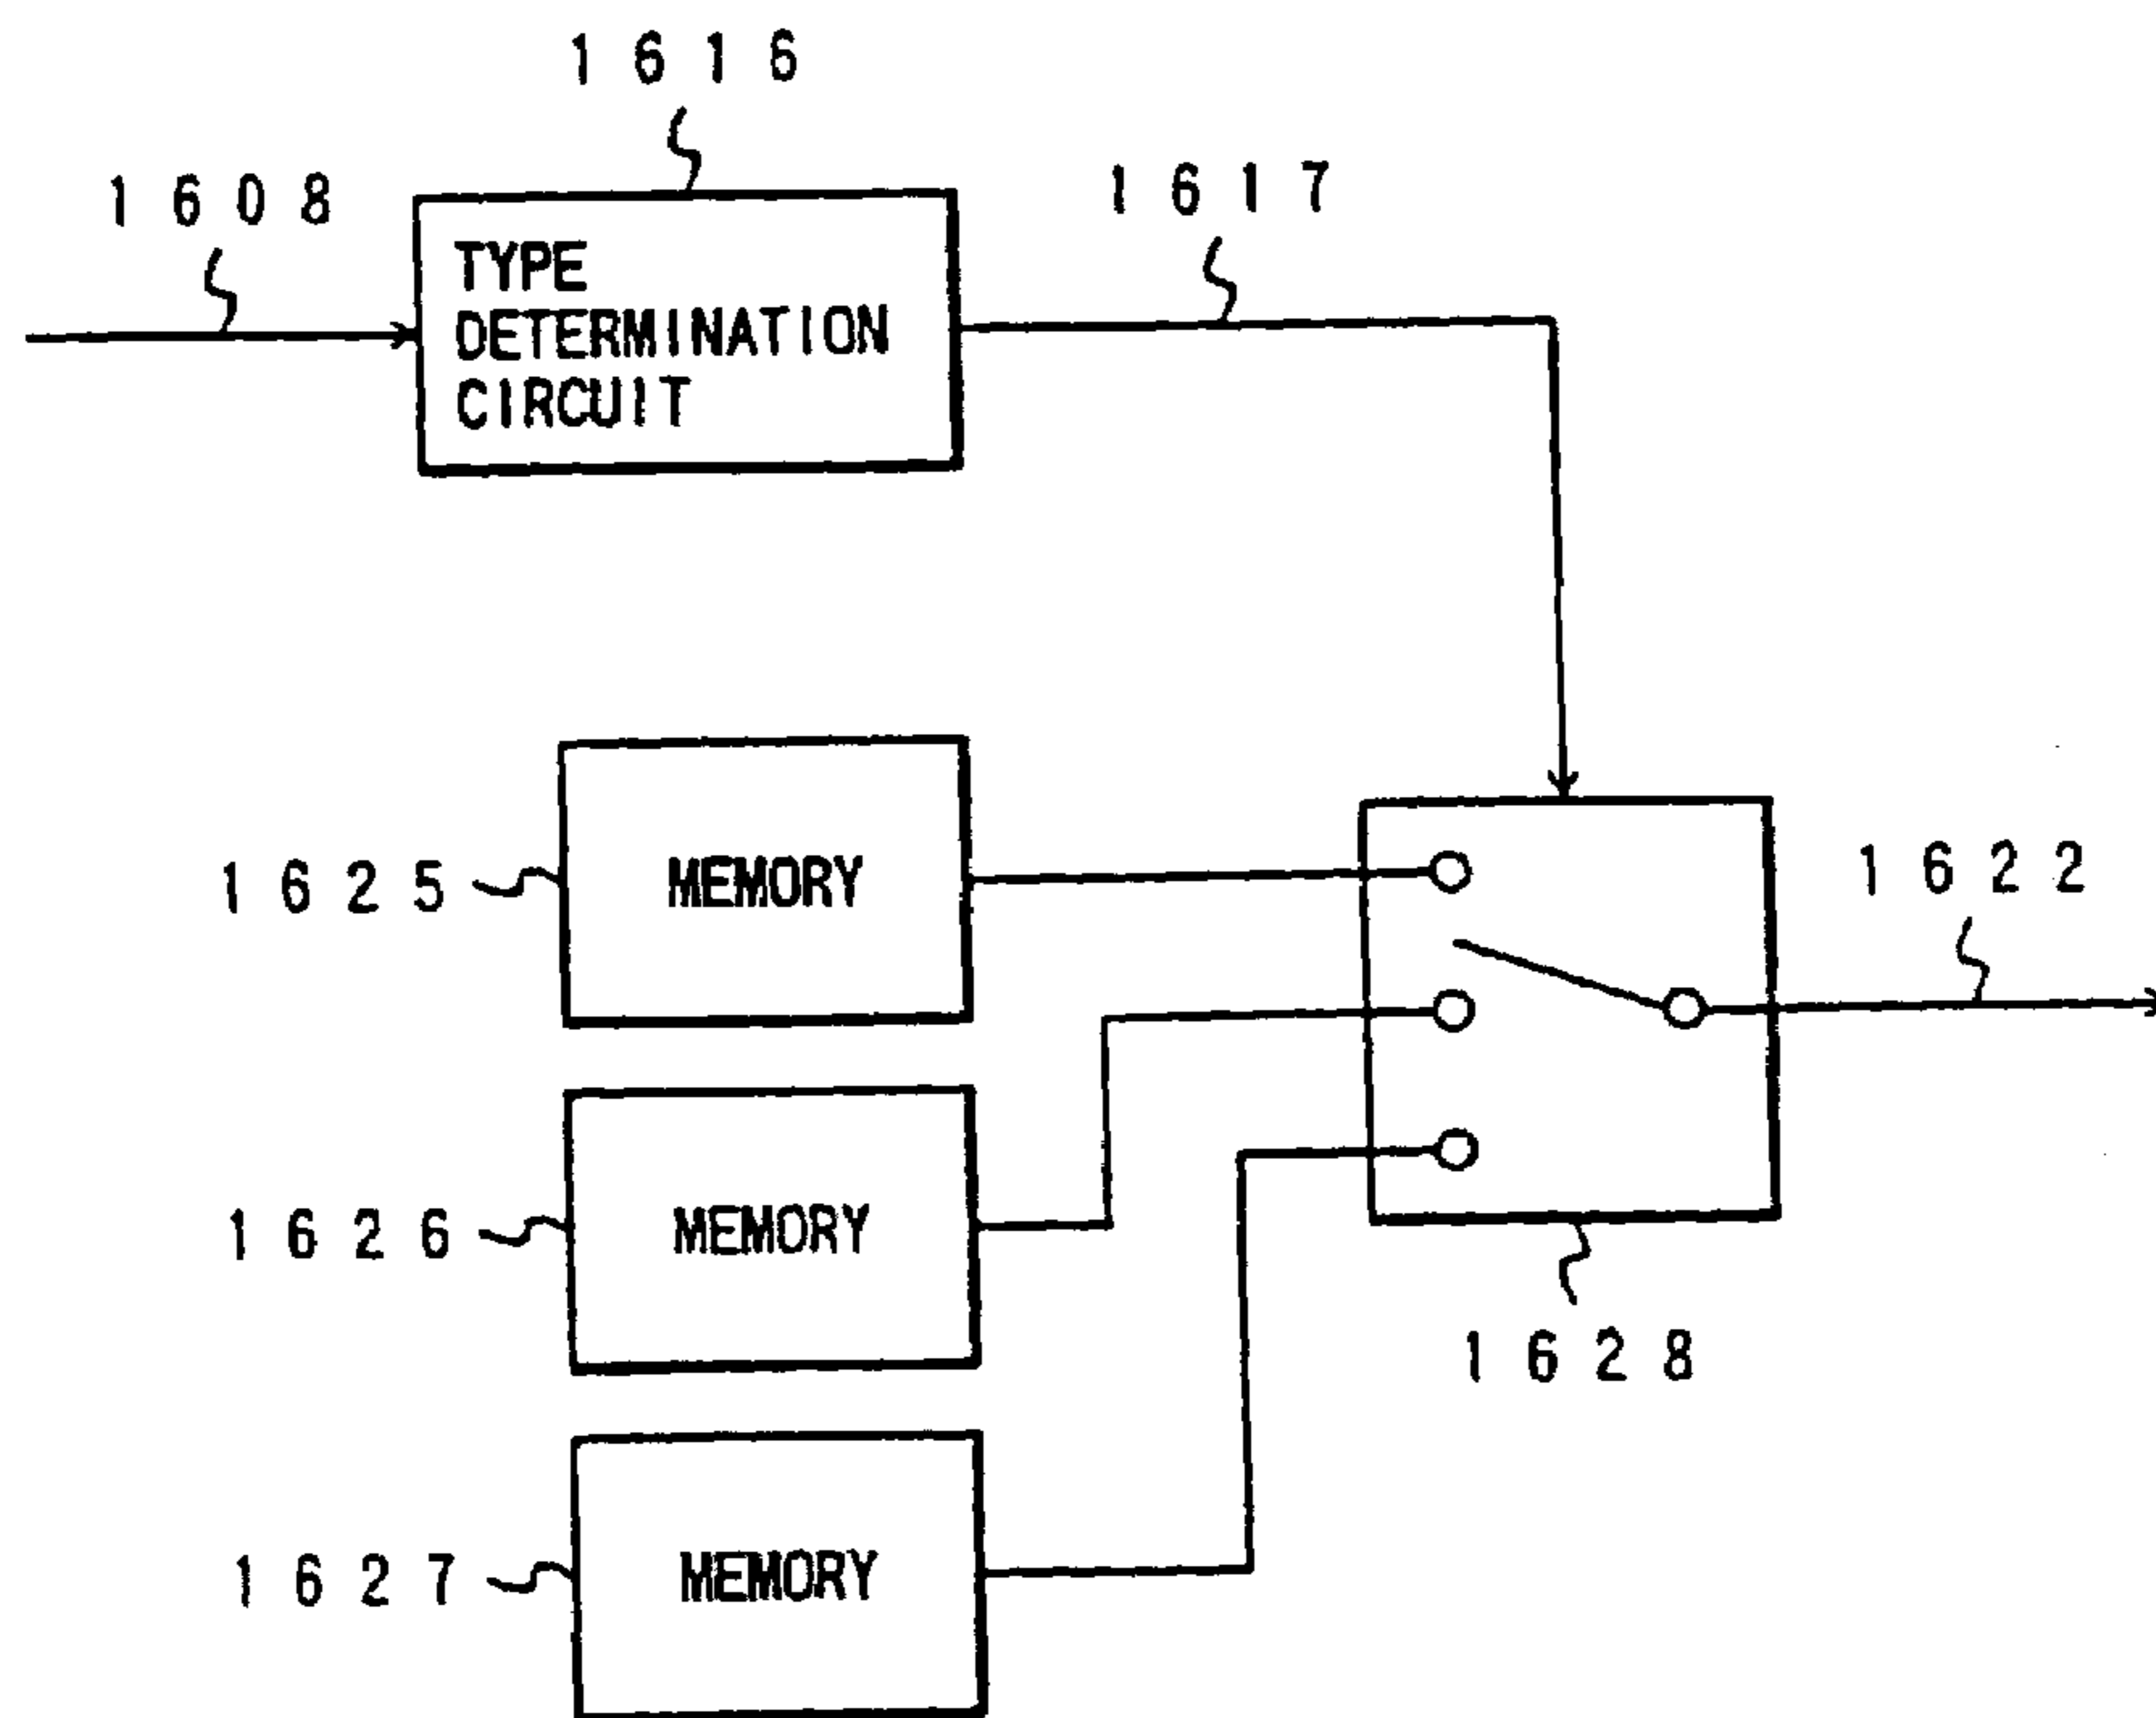 1616
1608
1617
TYPE
DETERMINATION
CIRCUIT
1625
MEMORY
1622
1626
MEMORY
1628
1627
MEMORY